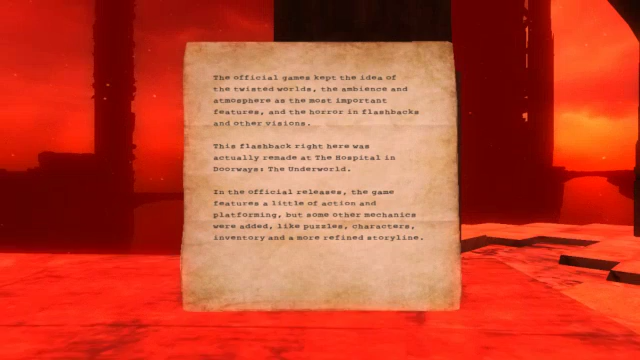 The official games kept the idea of
the twisted worlds, the ambience and
atmosphere as the most important
features, and the horror in flashbacks
and other visions.
This flashback right here was
actually remade at The Hospital in
Doorways: The Underworld.
In the official releases, the game
features a little of action and
platforming, but some other mechanics
were added, like puzzles, characters,
inventory and a more refined storyline.